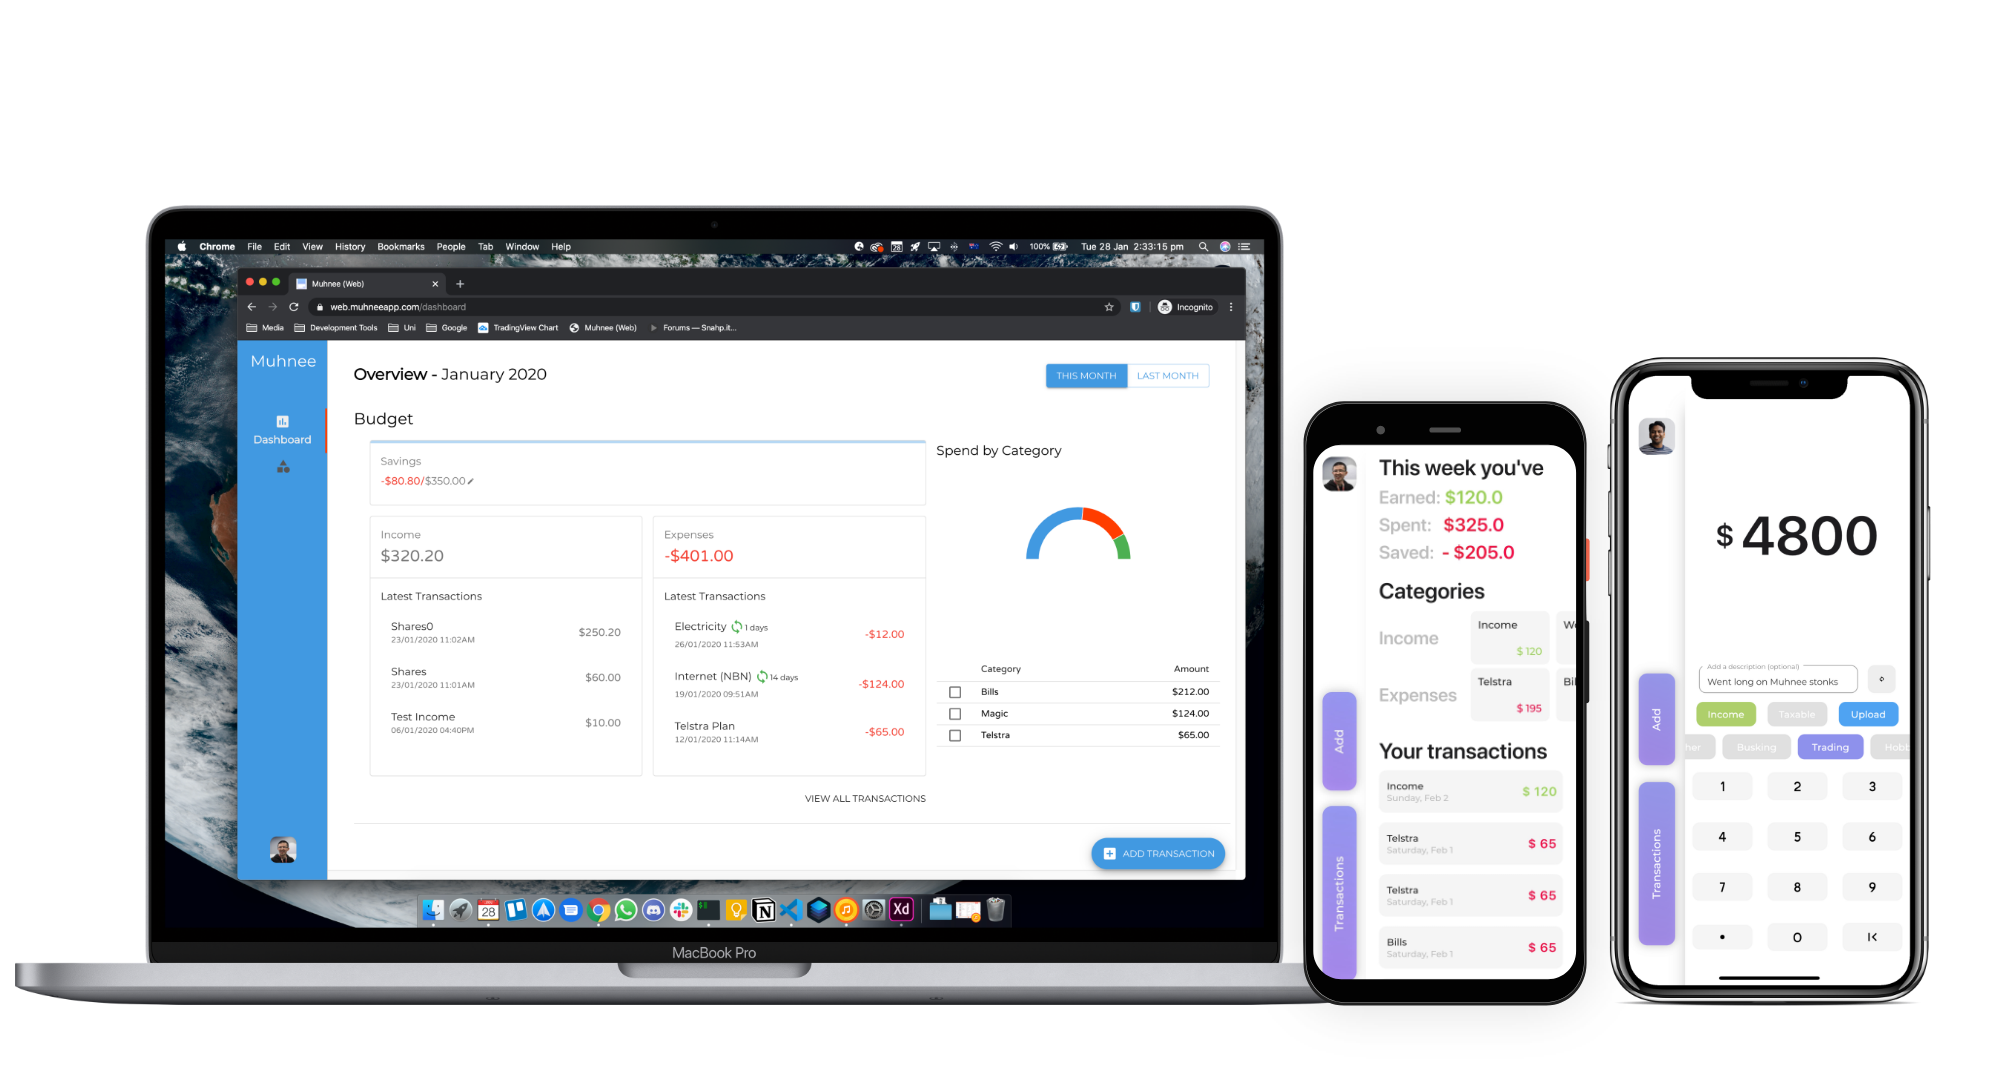 Chrome File Edit View History Bookmarks People Tab Window Help
28 100% Tue 28 Jan 2:33:15 pm
Muhnee (Web)
web.muhneeapp.com/dashboard
Incognito
Media Development Tools Uni Google TradingView Chart Muhnee (Web) Forums — Snahp.it...
Muhnee
Dashboard
Overview - January 2020
THIS MONTH LAST MONTH
Budget
Savings
-$80.80/$350.00
Income
$320.20
Latest Transactions
Shares0
23/01/2020 11:02AM
$250.20
Shares
23/01/2020 11:01AM
$60.00
Test Income
06/01/2020 04:40PM
$10.00
Expenses
-$401.00
Latest Transactions
Electricity 1 days
26/01/2020 11:53AM
-$12.00
Internet (NBN) 14 days
19/01/2020 09:51AM
-$124.00
Telstra Plan
12/01/2020 11:14AM
-$65.00
VIEW ALL TRANSACTIONS
Spend by Category
Category Amount
Bills $212.00
Magic $124.00
Telstra $65.00
ADD TRANSACTION
28
Xd
MacBook Pro
This week you've
Earned: $120.0
Spent: $325.0
Saved: - $205.0
Categories
Income
Income
$ 120
We
Expenses
Telstra
$ 195
Bil
Your transactions
Income
Sunday, Feb 2
$ 120
Telstra
Saturday, Feb 1
$ 65
Telstra
Saturday, Feb 1
$ 65
Bills
Saturday, Feb 1
$ 65
Add
Transactions
$ 4800
Add a description (optional)
Went long on Muhnee stonks
Income Taxable Upload
her Busking Trading Hobb
1 2 3
4 5 6
7 8 9
. 0
Add
Transactions